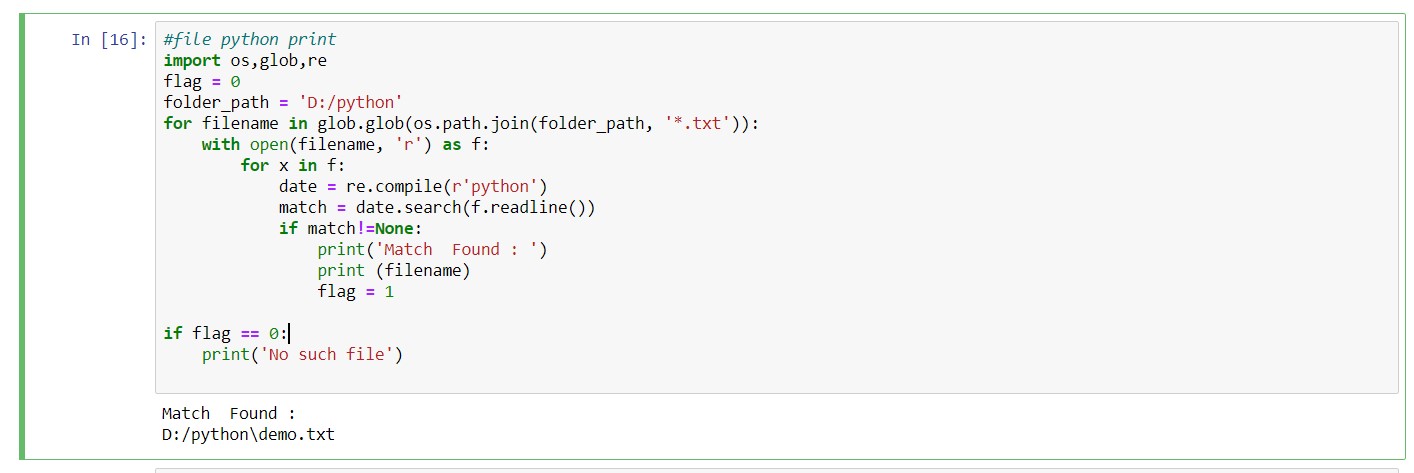 In [16]: #file python print
import os,glob,re
flag = 0
folder_path = 'D:/python'
for filename in glob.glob(os.path.join(folder_path, '*.txt')):
    with open(filename, 'r') as f:
        for x in f:
            date = re.compile(r'python')
            match = date.search(f.readline())
            if match!=None:
                print('Match  Found : ')
                print (filename)
                flag = 1

if flag == 0:
    print('No such file')

Match  Found :
D:/python\demo.txt